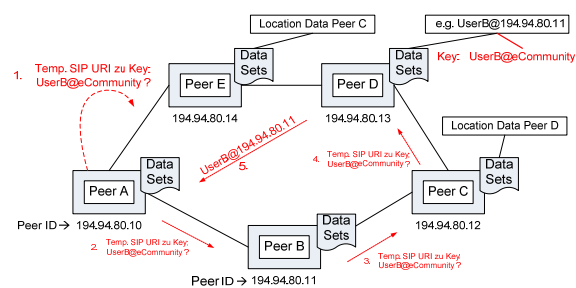 Location Data Peer C
e.g. UserB@194.94.80.11
Key: UserB@eCommunity
1. Temp. SIP URI zu Key:
UserB@eCommunity ?
Data
Sets
Peer E
194.94.80.14
Data
Sets
Peer D
194.94.80.13
Location Data Peer D
UserB@194.94.80.11
5.
4. Temp. SIP URI zu Key:
UserB@eCommunity ?
Data
Sets
Peer A
Peer ID → 194.94.80.10
Data
Sets
Peer C
194.94.80.12
2. Temp. SIP URI zu Key:
UserB@eCommunity ?
Data
Sets
Peer B
Peer ID → 194.94.80.11
3. Temp. SIP URI zu Key:
UserB@eCommunity ?